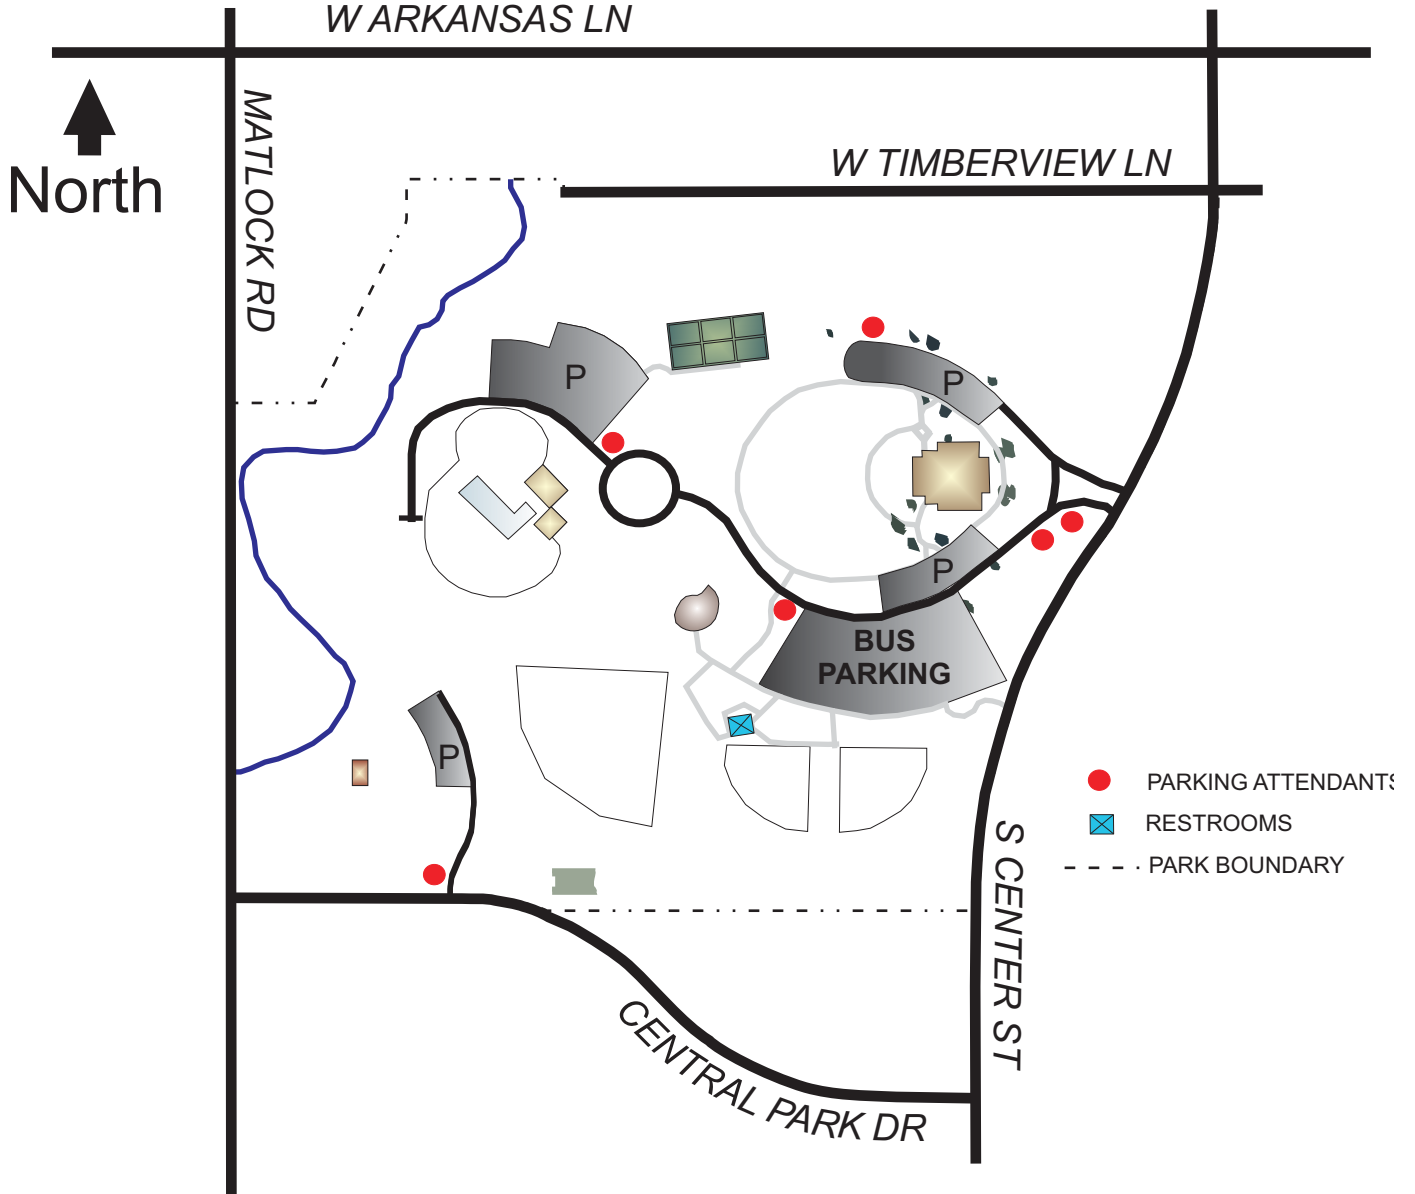 W ARKANSAS LN
North
MATLOCK RD
W TIMBERVIEW LN
P
P
P
BUS
PARKING
P
PARKING ATTENDANTS
RESTROOMS
PARK BOUNDARY
S CENTER ST
CENTRAL PARK DR